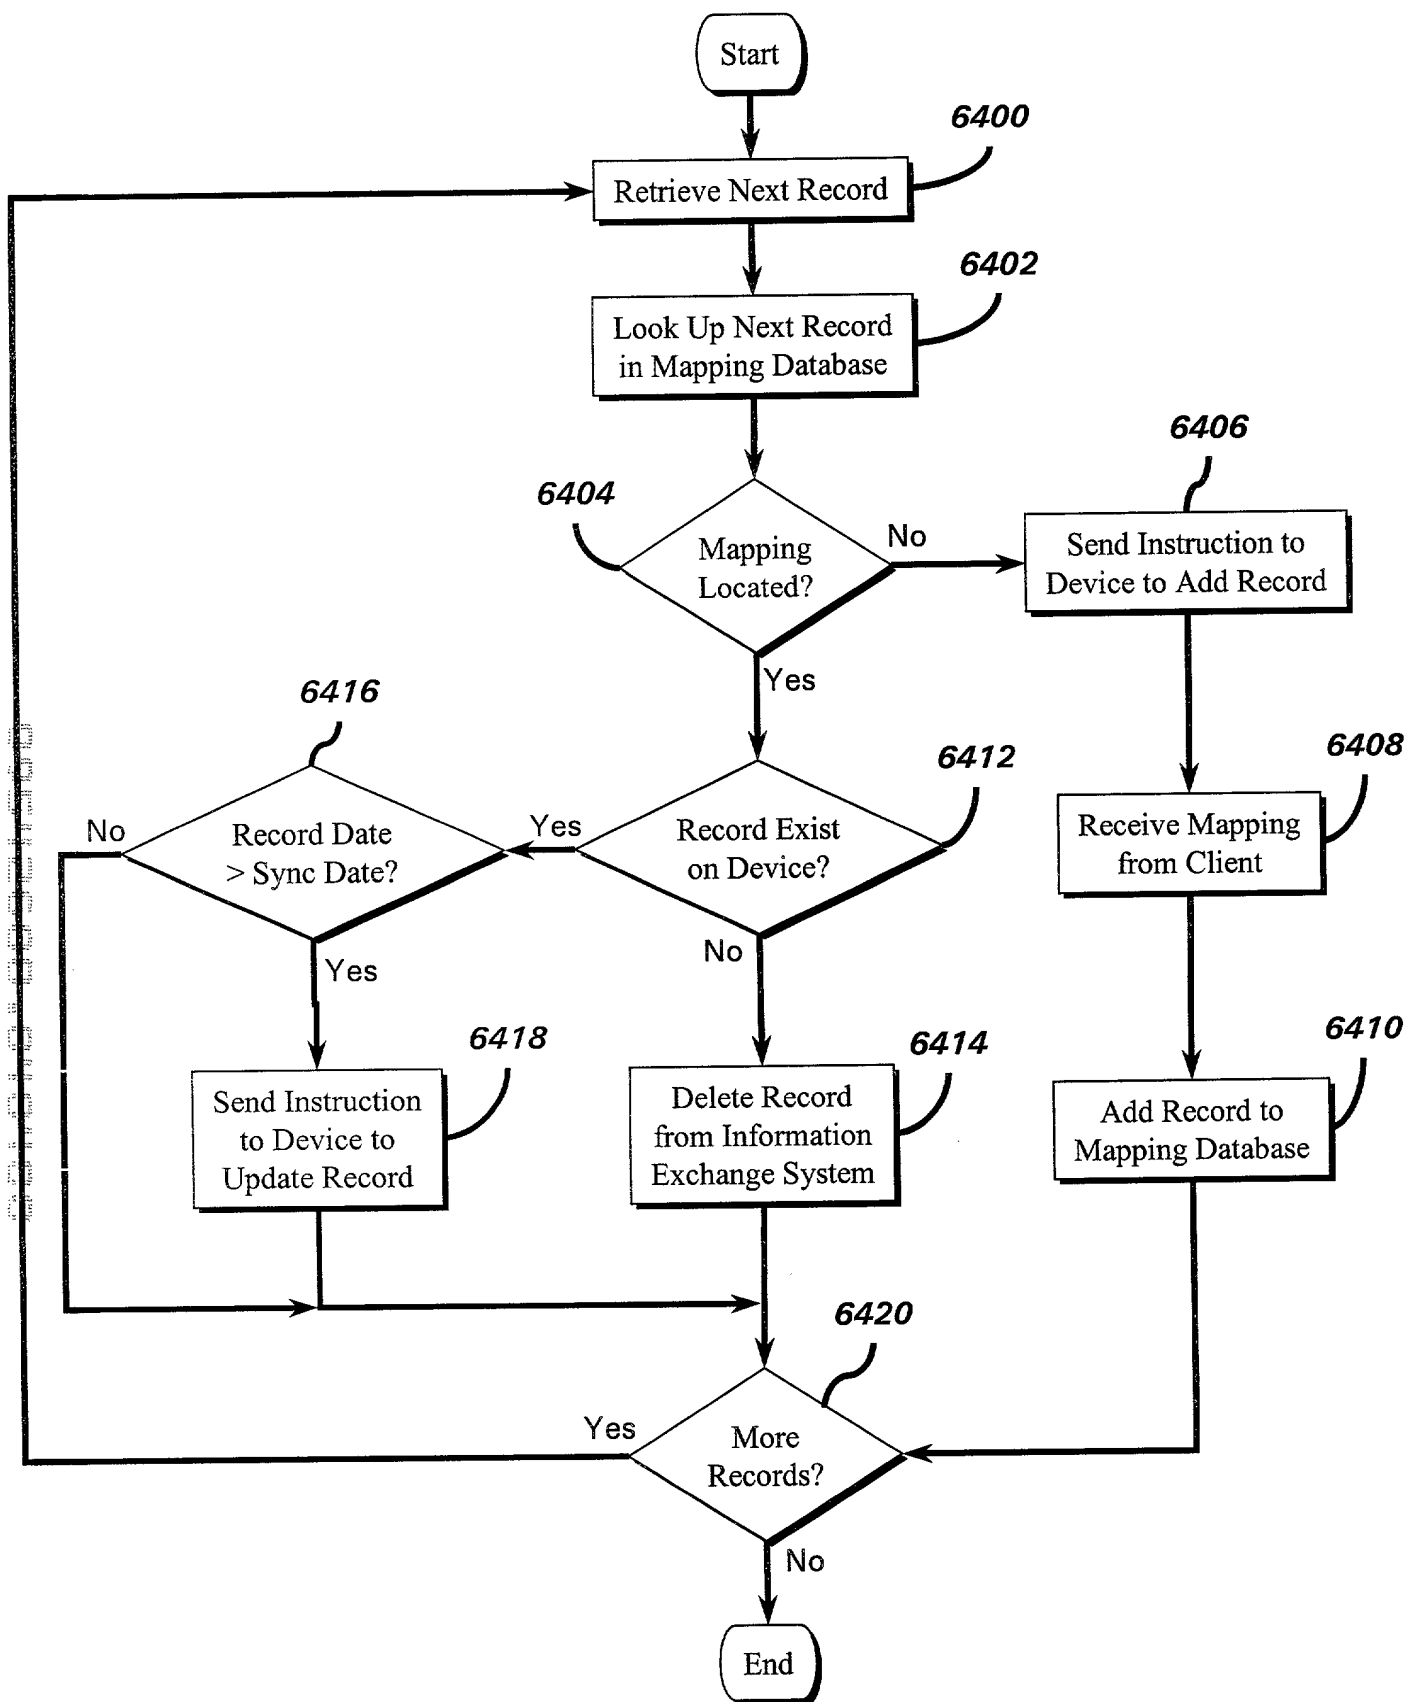 Start
6400
Retrieve Next Record
6402
Look Up Next Record
in Mapping Database
6404
Mapping
Located?
No
Yes
6406
Send Instruction to
Device to Add Record
6408
Receive Mapping
from Client
6410
Add Record to
Mapping Database
6412
Record Exist
on Device?
Yes
No
6416
Record Date
> Sync Date?
No
Yes
6418
Send Instruction
to Device to
Update Record
6414
Delete Record
from Information
Exchange System
6420
More
Records?
Yes
No
End